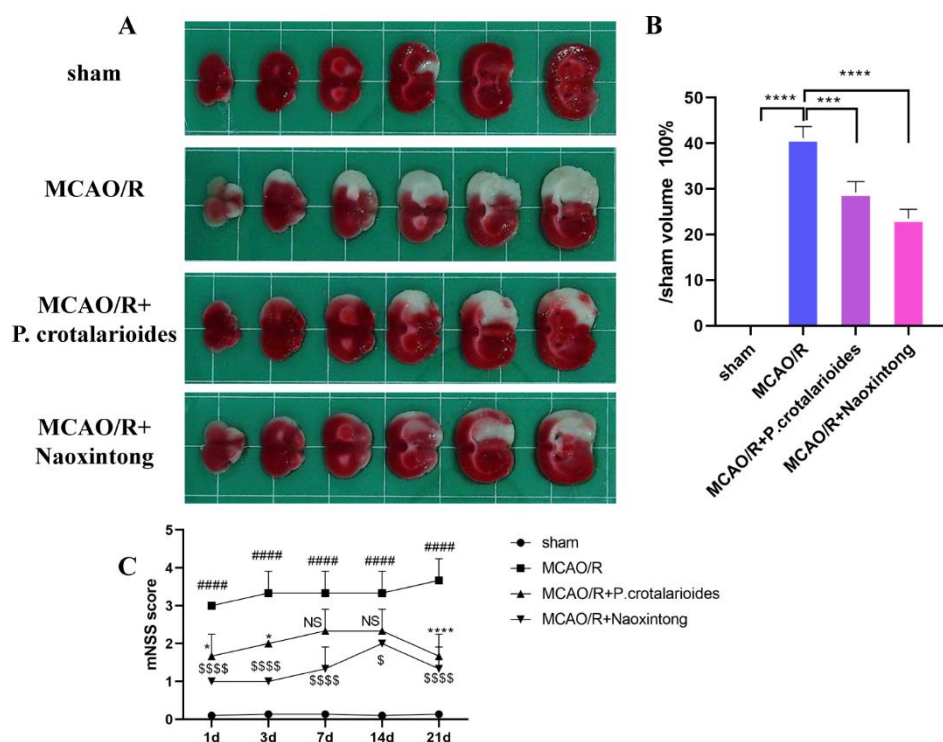 A
sham
MCAO/R
MCAO/R+
P. crotalarioides
MCAO/R+
Naoxintong
B
/sham volume 100%
50
40
30
20
10
0
****
****
***
sham
MCAO/R
MCAO/R+P.crotalarioides
MCAO/R+Naoxintong
C
mNSS score
5
4
3
2
1
0
####
####
####
####
####
*
*
NS
NS
****
$$$$
$$$$
$$$$
$
$$$$
1d
3d
7d
14d
21d
sham
MCAO/R
MCAO/R+P.crotalarioides
MCAO/R+Naoxintong